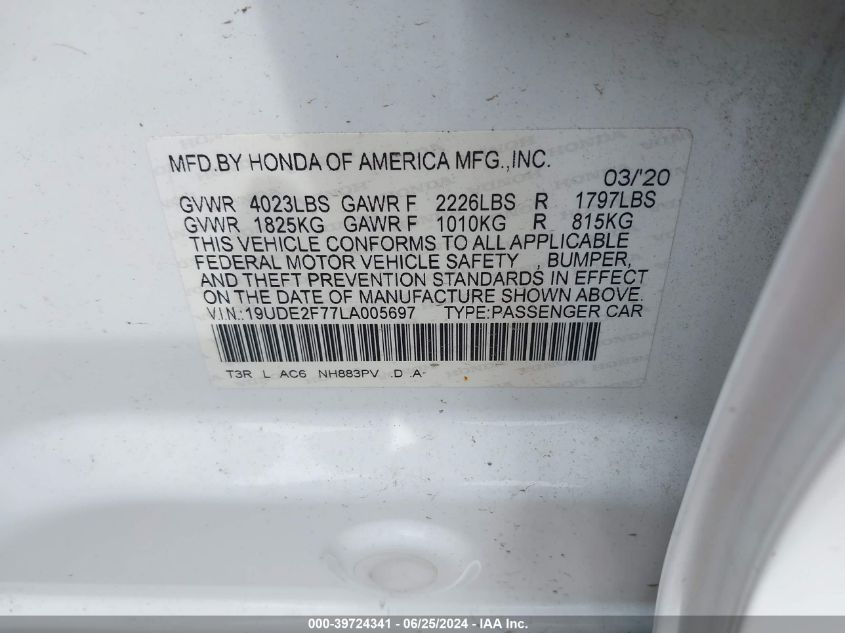 MFD.BY HONDA OF AMERICA MFG.,INC.
03/'20
GVWR 4023LBS GAWR F 2226LBS R 1797LBS
GVWR 1825KG GAWR F 1010KG R 815KG
THIS VEHICLE CONFORMS TO ALL APPLICABLE
FEDERAL MOTOR VEHICLE SAFETY , BUMPER,
AND THEFT PREVENTION STANDARDS IN EFFECT
ON THE DATE OF MANUFACTURE SHOWN ABOVE.
V.I.N.:19UDE2F77LA005697 TYPE:PASSENGER CAR
T3R L AC6 NH883PV .D .A-
000-39724341 - 06/25/2024 - IAA Inc.